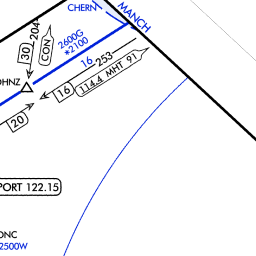 CHERN
MANCH
204°
CON
30
2600G
*2100
16
253
OHNZ
16
114.4 MHT 91
20
PORT 122.15
ONC
2500W